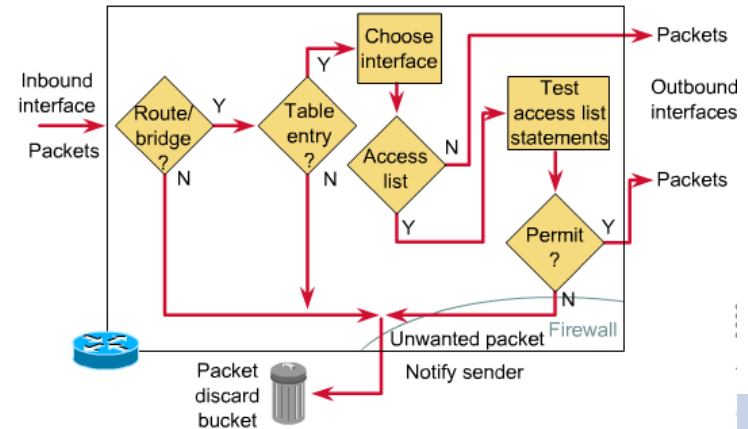 Inbound
interface
Packets
Route/
bridge
?
Y
N
Table
entry
?
Y
N
Choose
interface
Access
list
N
Y
Test
access list
statements
Permit
?
Y
N
Packets
Outbound
interfaces
Packets
Firewall
Unwanted packet
Notify sender
Packet
discard
bucket